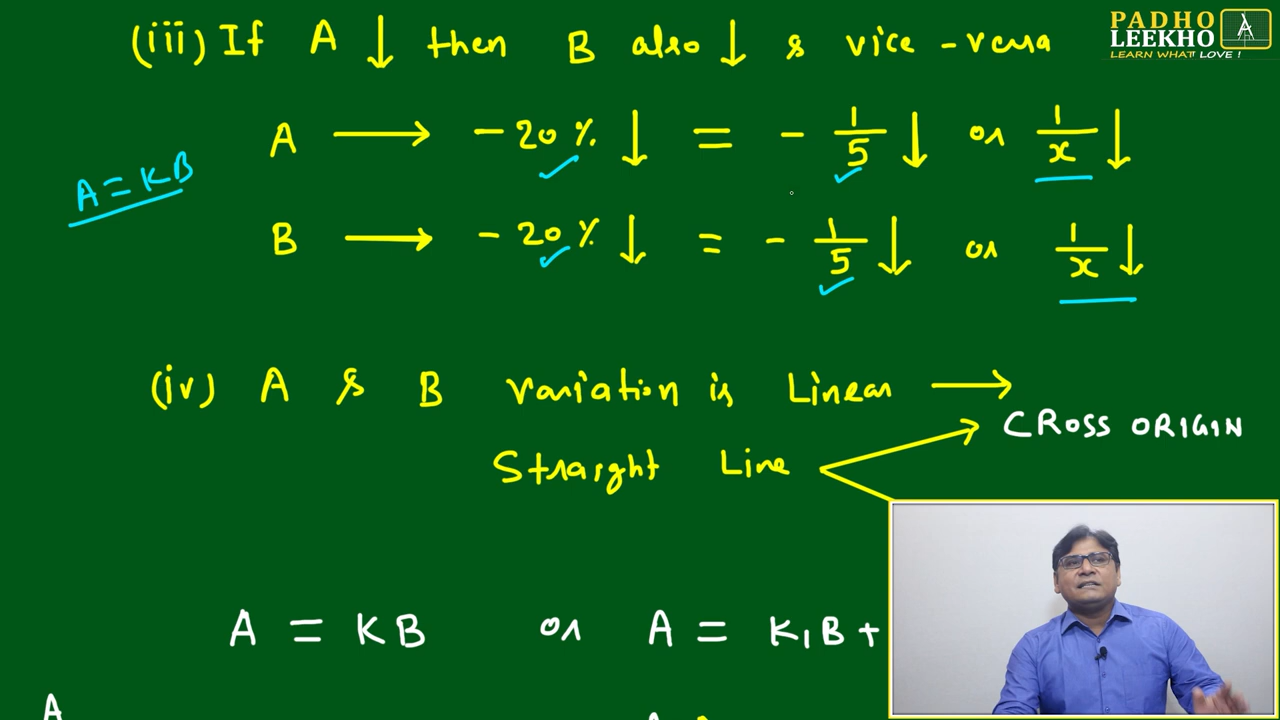 (iii) If A ↓ then B also ↓ & vice-versa
PADHO
LEEKHO
LEARN WHAT LOVE !
A → - 20% ↓ = - 1/5 ↓ or 1/x ↓
A = KB
B → - 20% ↓ = - 1/5 ↓ or 1/x ↓
(iv) A & B variation is Linear →
CROSS ORIGIN
Straight Line
A = KB or A = K₁B +
A